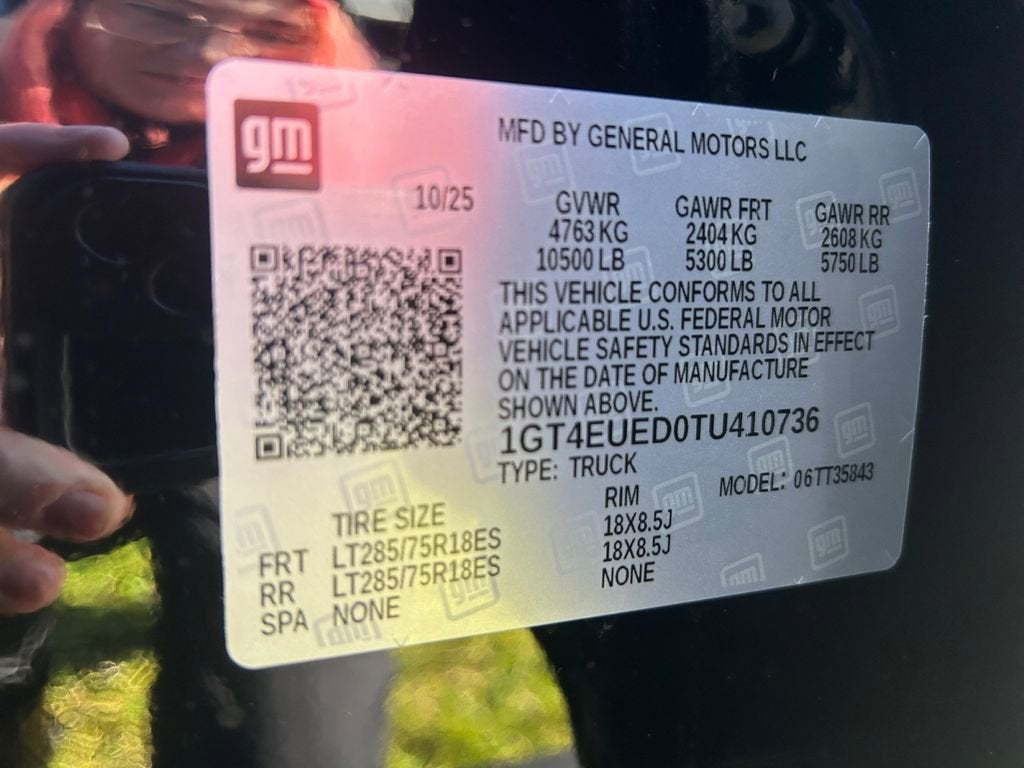 gm
MFD BY GENERAL MOTORS LLC
10/25
GVWR GAWR FRT GAWR RR
4763 KG 2404 KG 2608 KG
10500 LB 5300 LB 5750 LB
THIS VEHICLE CONFORMS TO ALL
APPLICABLE U.S. FEDERAL MOTOR
VEHICLE SAFETY STANDARDS IN EFFECT
ON THE DATE OF MANUFACTURE
SHOWN ABOVE.
1GT4EUED0TU410736
TYPE: TRUCK MODEL: 06TT35843
TIRE SIZE RIM
FRT LT285/75R18ES 18X8.5J
RR LT285/75R18ES 18X8.5J
SPA NONE NONE